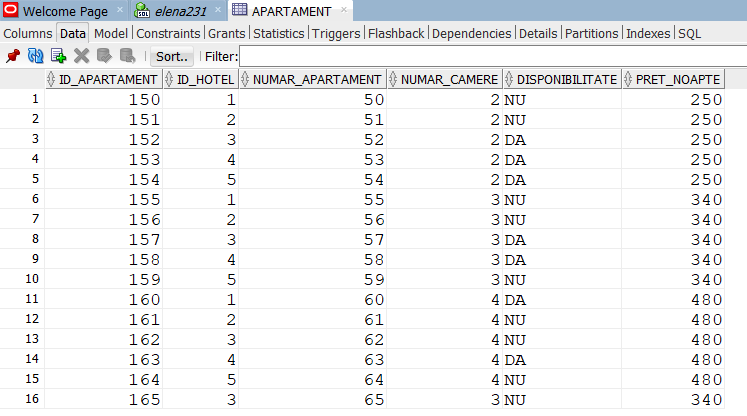 Welcome Page elena231 APARTAMENT
Columns Data Model Constraints Grants Statistics Triggers Flashback Dependencies Details Partitions Indexes SQL
Sort.. Filter:
ID_APARTAMENT ID_HOTEL NUMAR_APARTAMENT NUMAR_CAMERE DISPONIBILITATE PRET_NOAPTE
1 150 1 50 2 NU 250
2 151 2 51 2 NU 250
3 152 3 52 2 DA 250
4 153 4 53 2 DA 250
5 154 5 54 2 DA 250
6 155 1 55 3 NU 340
7 156 2 56 3 NU 340
8 157 3 57 3 DA 340
9 158 4 58 3 DA 340
10 159 5 59 3 NU 340
11 160 1 60 4 DA 480
12 161 2 61 4 NU 480
13 162 3 62 4 NU 480
14 163 4 63 4 DA 480
15 164 5 64 4 NU 480
16 165 3 65 3 NU 340